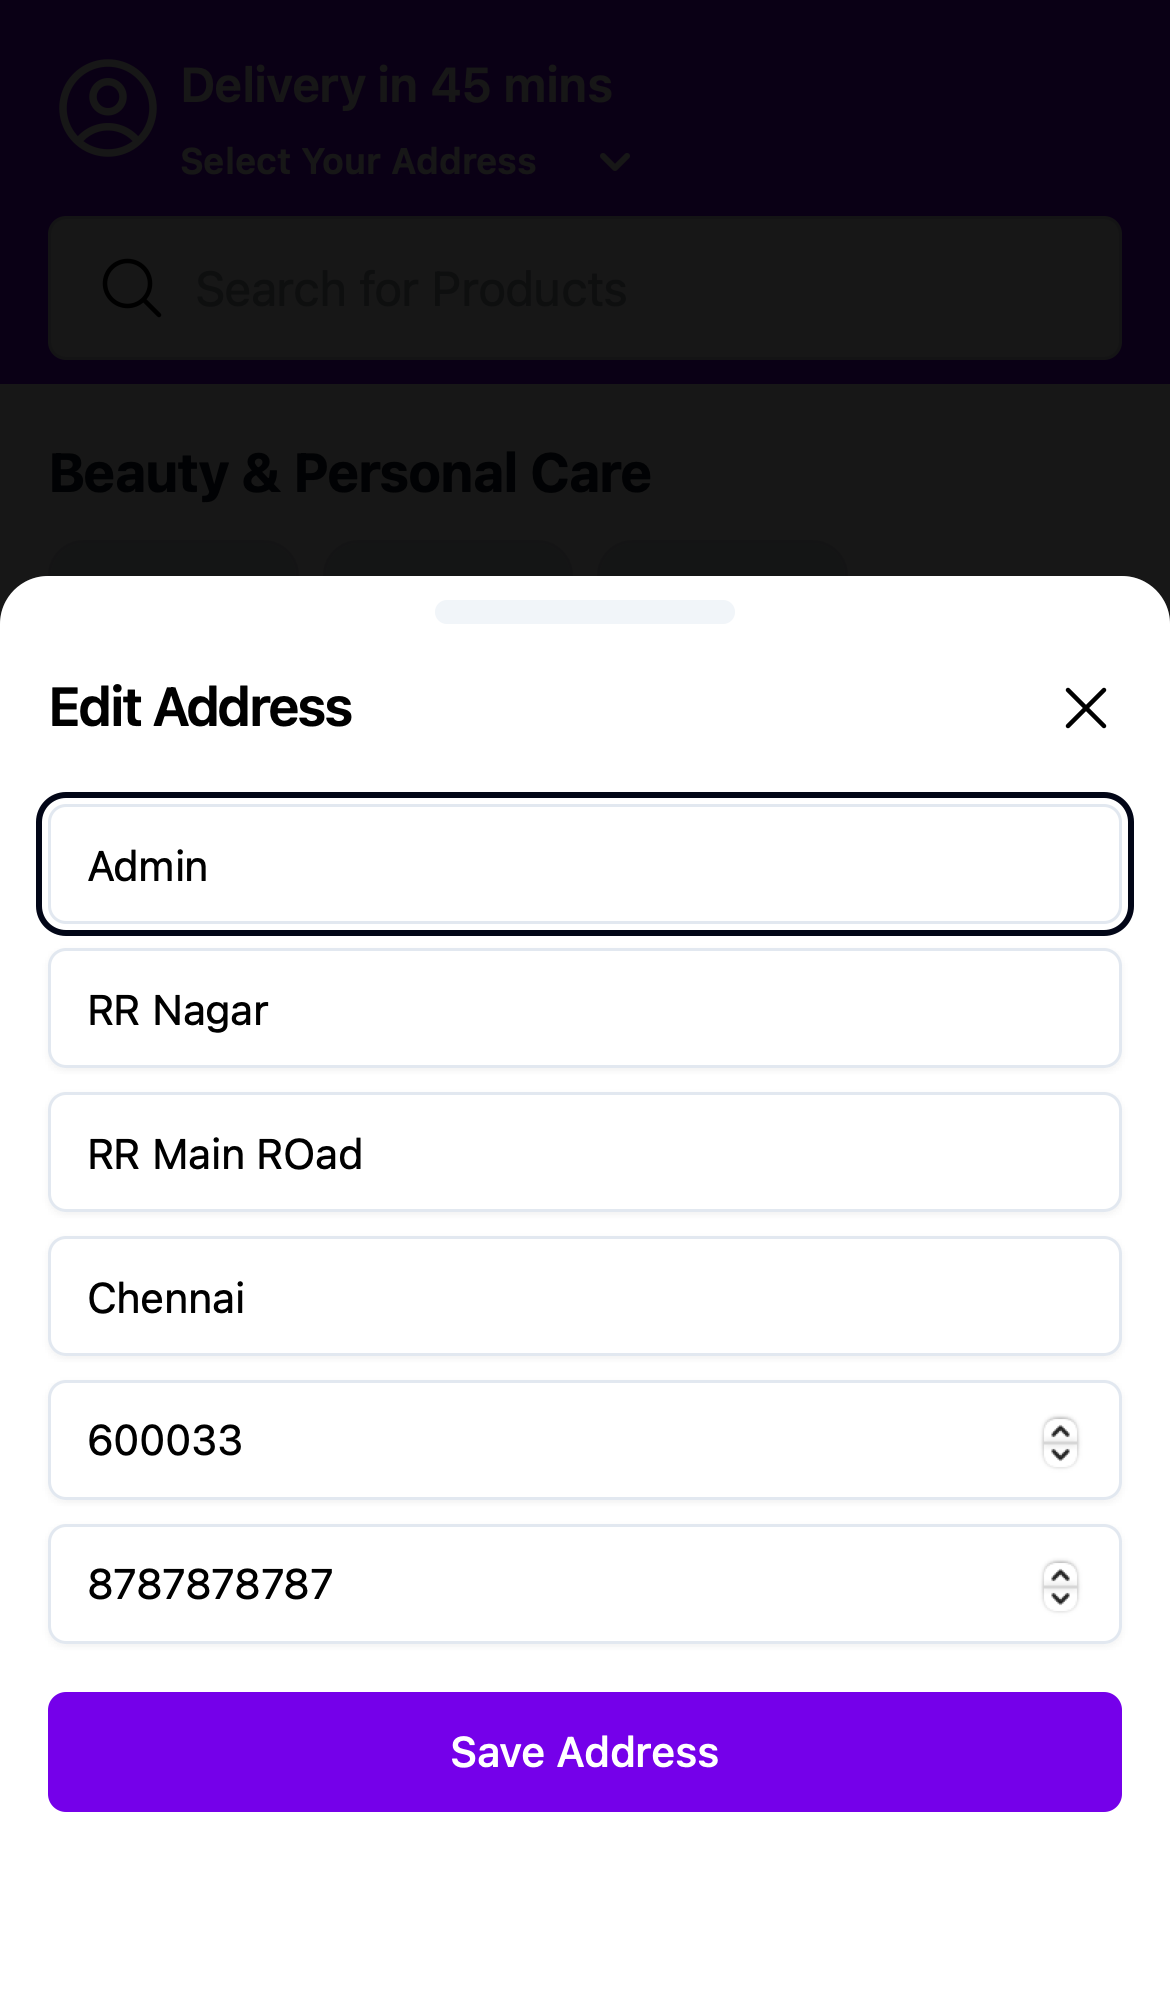 Delivery in 45 mins
Select Your Address
Search for Products
Beauty & Personal Care
Edit Address
Admin
RR Nagar
RR Main ROad
Chennai
600033
8787878787
Save Address